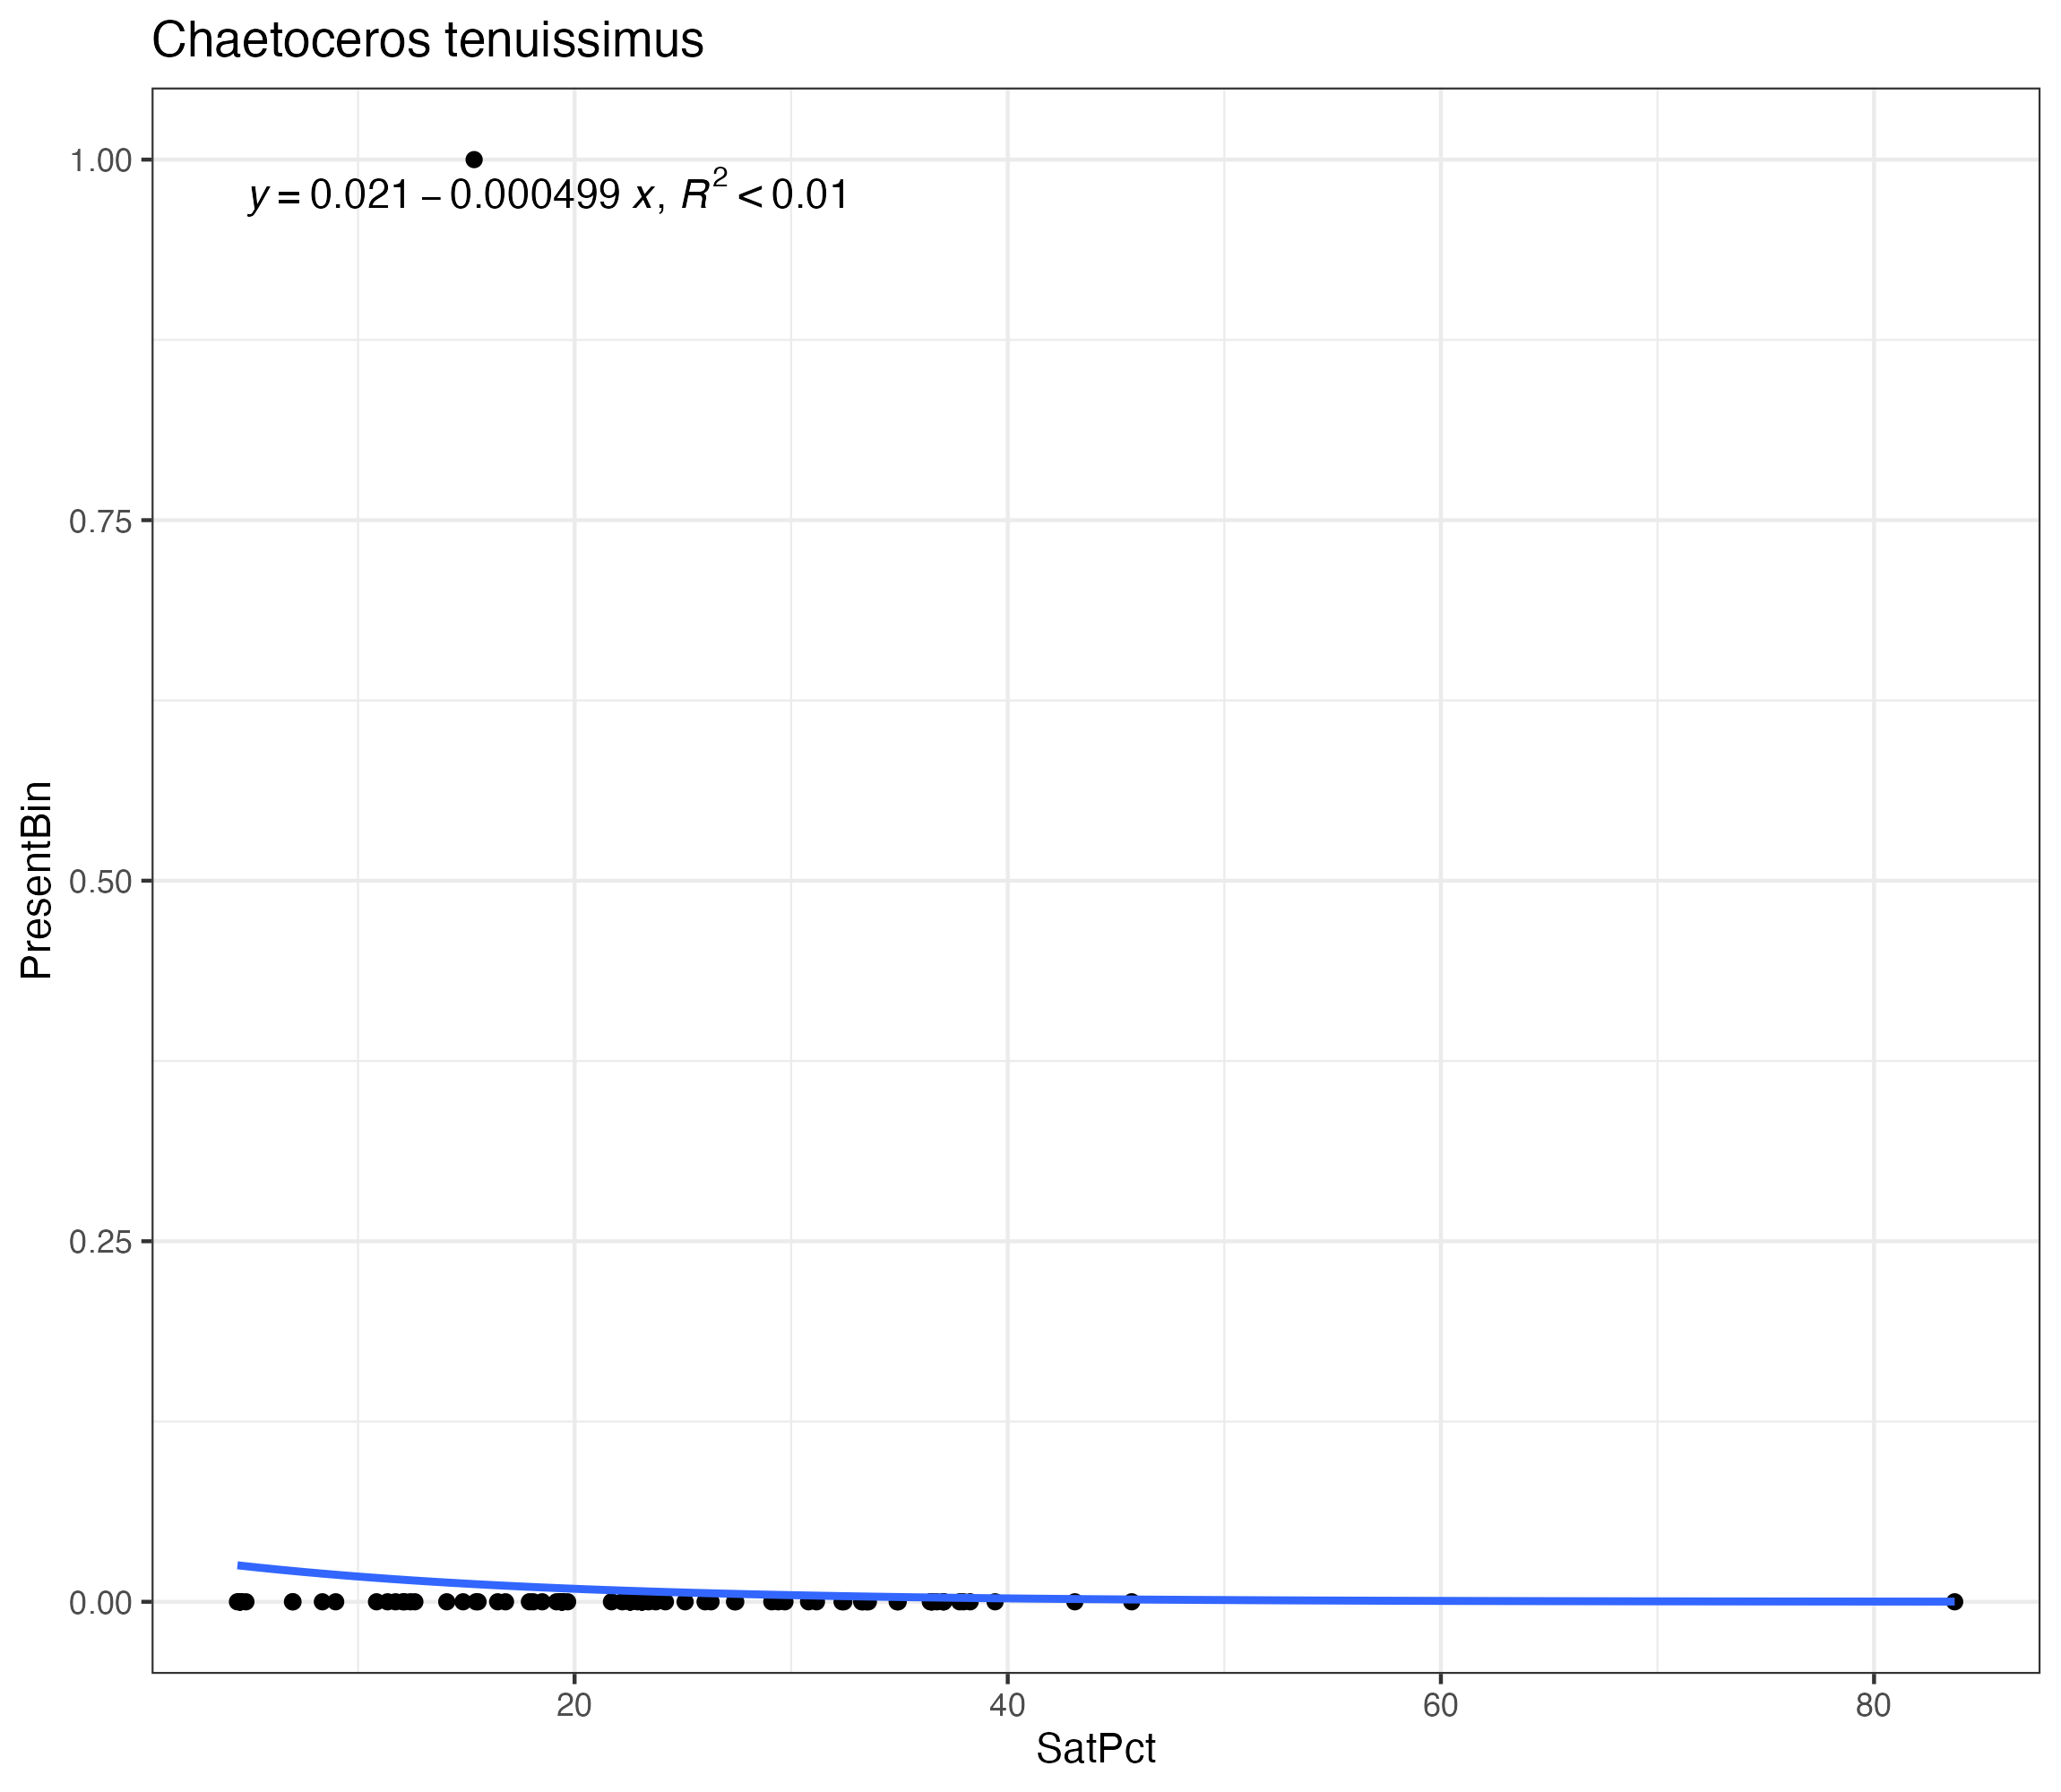 Chaetoceros tenuissimus
1.00
y = 0.021 − 0.000499 x, R² < 0.01
0.75
0.50
0.25
0.00
PresentBin
20 40 60 80
SatPct